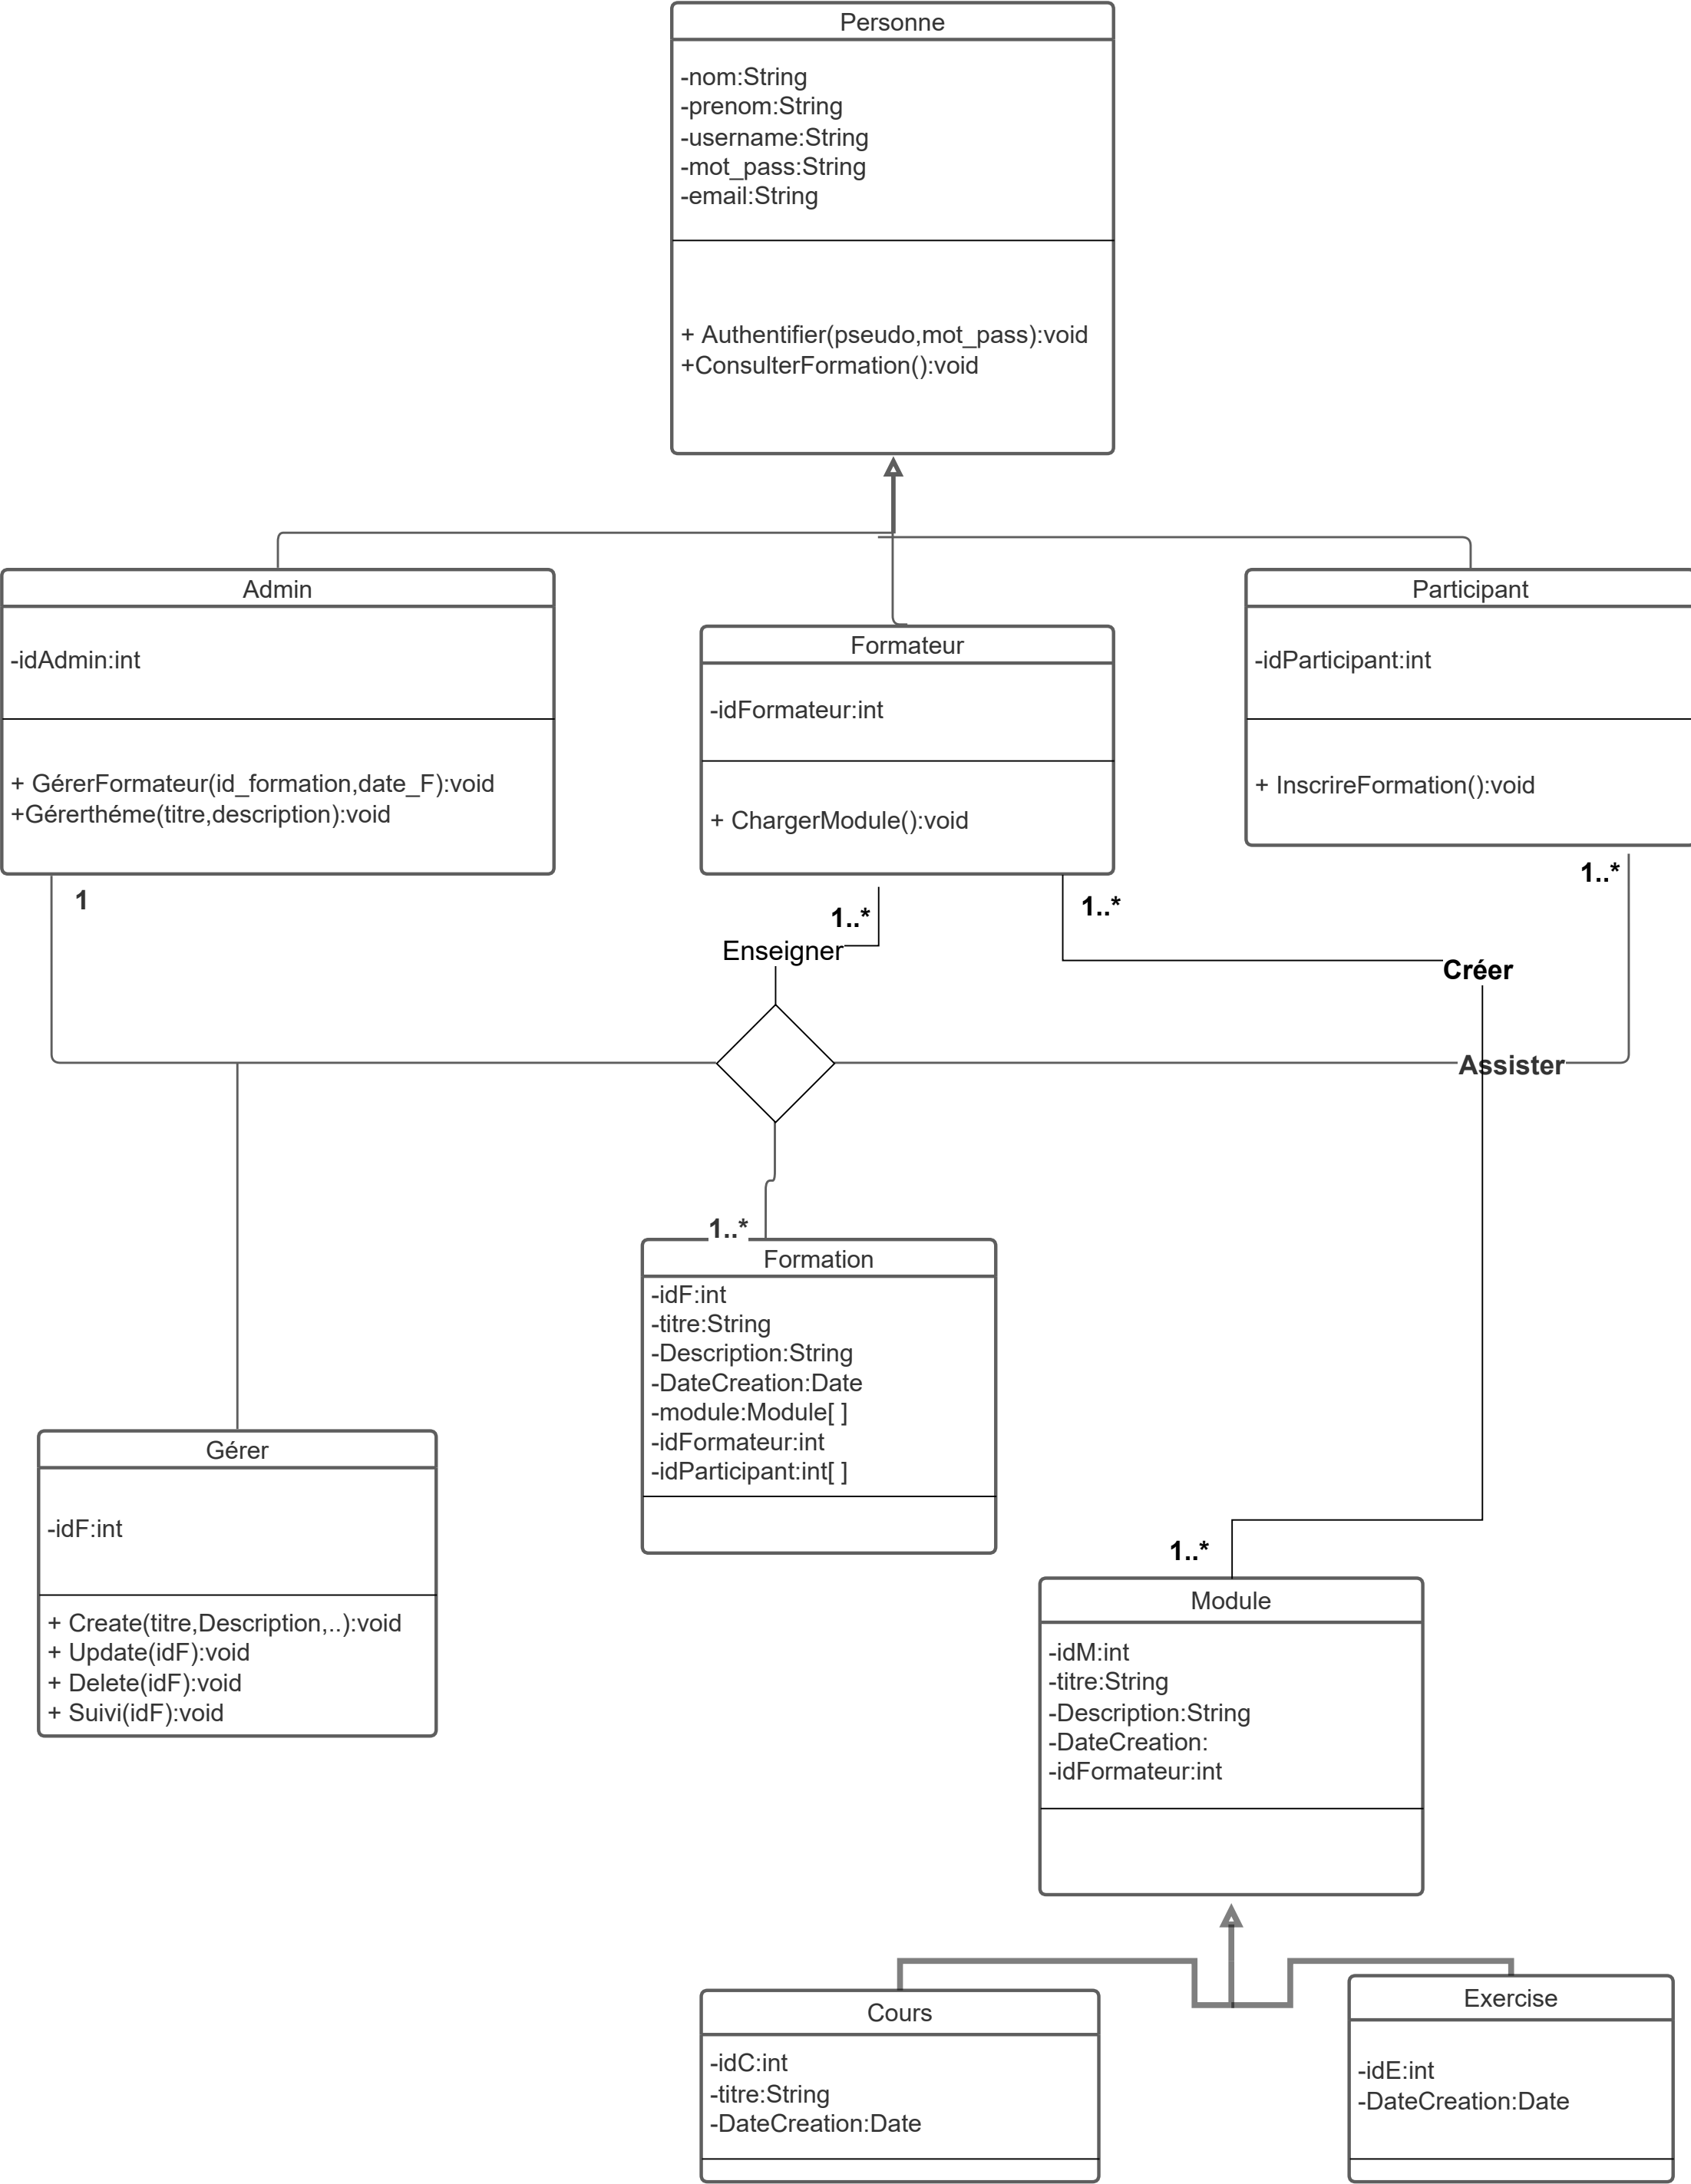 Personne
-nom:String
-prenom:String
-username:String
-mot_pass:String
-email:String
+ Authentifier(pseudo,mot_pass):void
+ConsulterFormation():void
Admin
-idAdmin:int
+ GérerFormateur(id_formation,date_F):void
+Gérerthéme(titre,description):void
Formateur
-idFormateur:int
+ ChargerModule():void
Participant
-idParticipant:int
+ InscrireFormation():void
1
1..*
1..*
1..*
Enseigner
Créer
Assister
1..*
Formation
-idF:int
-titre:String
-Description:String
-DateCreation:Date
-module:Module[ ]
-idFormateur:int
-idParticipant:int[ ]
Gérer
-idF:int
+ Create(titre,Description,..):void
+ Update(idF):void
+ Delete(idF):void
+ Suivi(idF):void
1..*
Module
-idM:int
-titre:String
-Description:String
-DateCreation:
-idFormateur:int
Cours
-idC:int
-titre:String
-DateCreation:Date
Exercise
-idE:int
-DateCreation:Date